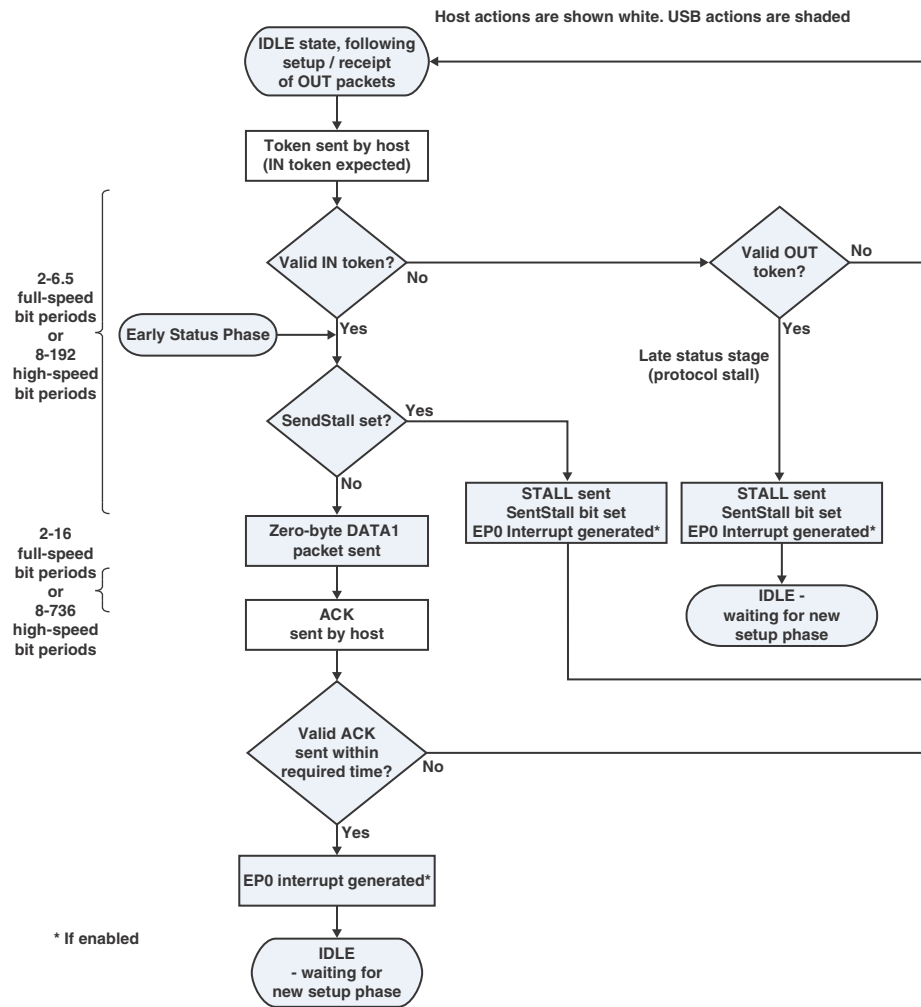 Host actions are shown white. USB actions are shaded
IDLE state, following
setup / receipt
of OUT packets
Token sent by host
(IN token expected)
Valid IN token?
No
Valid OUT
token?
No
Yes
Yes
2-6.5
full-speed
bit periods
or
8-192
high-speed
bit periods
Early Status Phase
Late status stage
(protocol stall)
SendStall set?
Yes
No
STALL sent
SentStall bit set
EP0 Interrupt generated*
STALL sent
SentStall bit set
EP0 Interrupt generated*
Zero-byte DATA1
packet sent
2-16
full-speed
bit periods
or
8-736
high-speed
bit periods
ACK
sent by host
IDLE -
waiting for new
setup phase
Valid ACK
sent within
required time?
No
Yes
EP0 interrupt generated*
* If enabled
IDLE
- waiting for
new setup phase